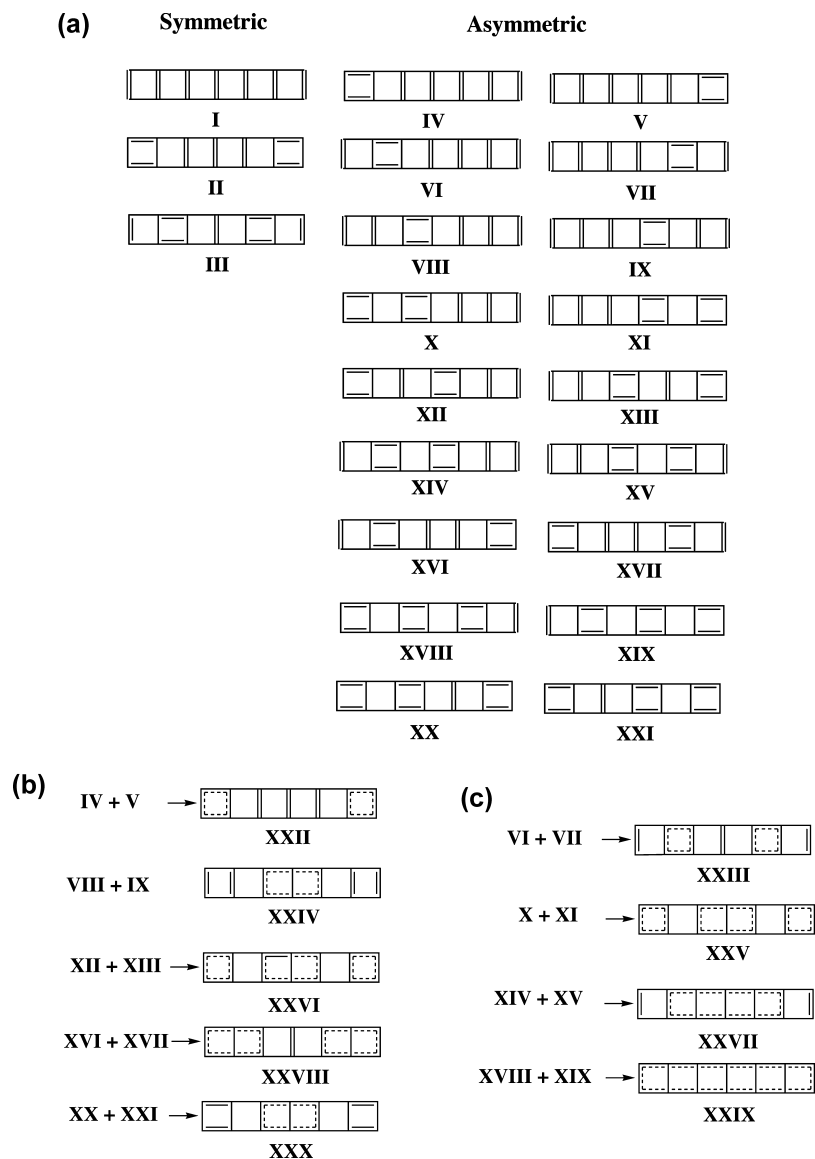 (a)
Symmetric
Asymmetric
I
IV
V
II
VI
VII
III
VIII
IX
X
XI
XII
XIII
XIV
XV
XVI
XVII
XVIII
XIX
XX
XXI
(b)
IV + V
XXII
VIII + IX
XXIV
XII + XIII
XXVI
XVI + XVII
XXVIII
XX + XXI
XXX
(c)
VI + VII
XXIII
X + XI
XXV
XIV + XV
XXVII
XVIII + XIX
XXIX